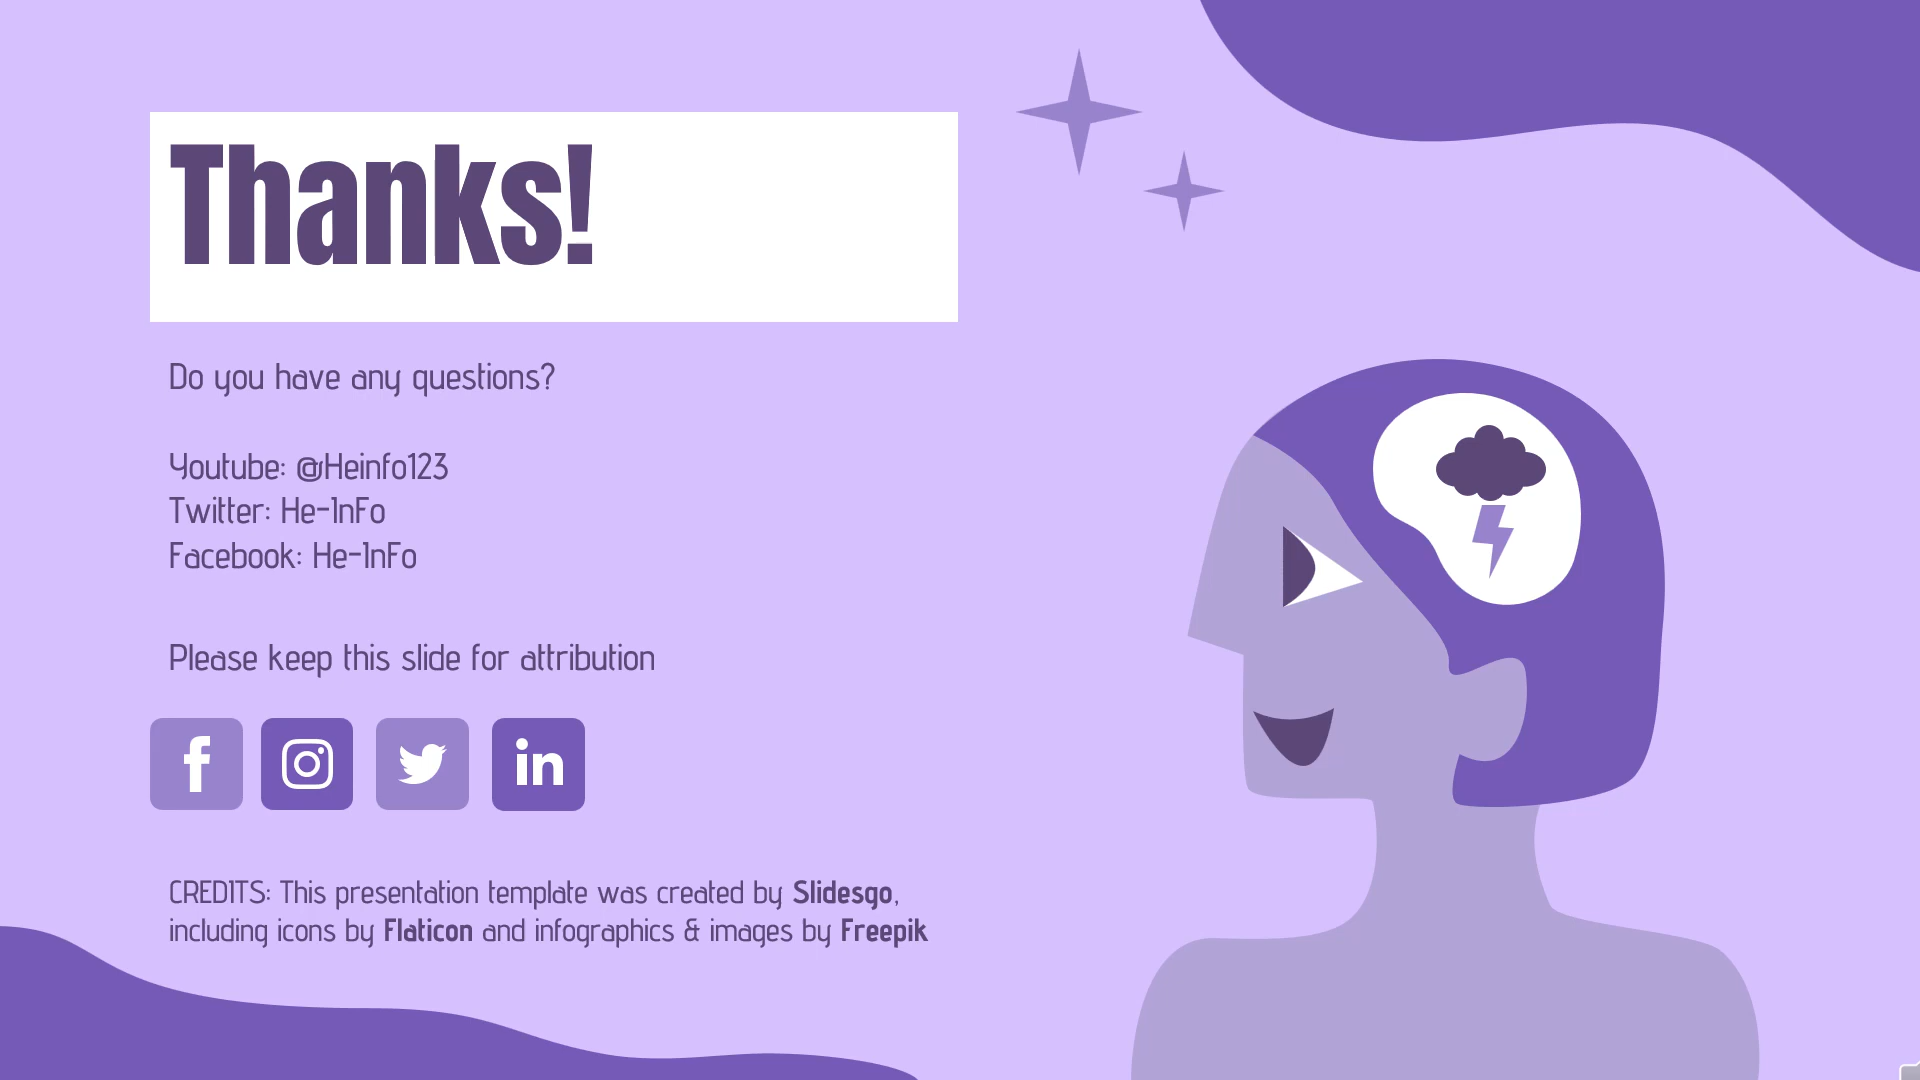 Thanks!
Do you have any questions?
Youtube: @Heinfo123
Twitter: He-InFo
Facebook: He-InFo
Please keep this slide for attribution
f
in
CREDITS: This presentation template was created by Slidesgo,
including icons by Flaticon and infographics & images by Freepik